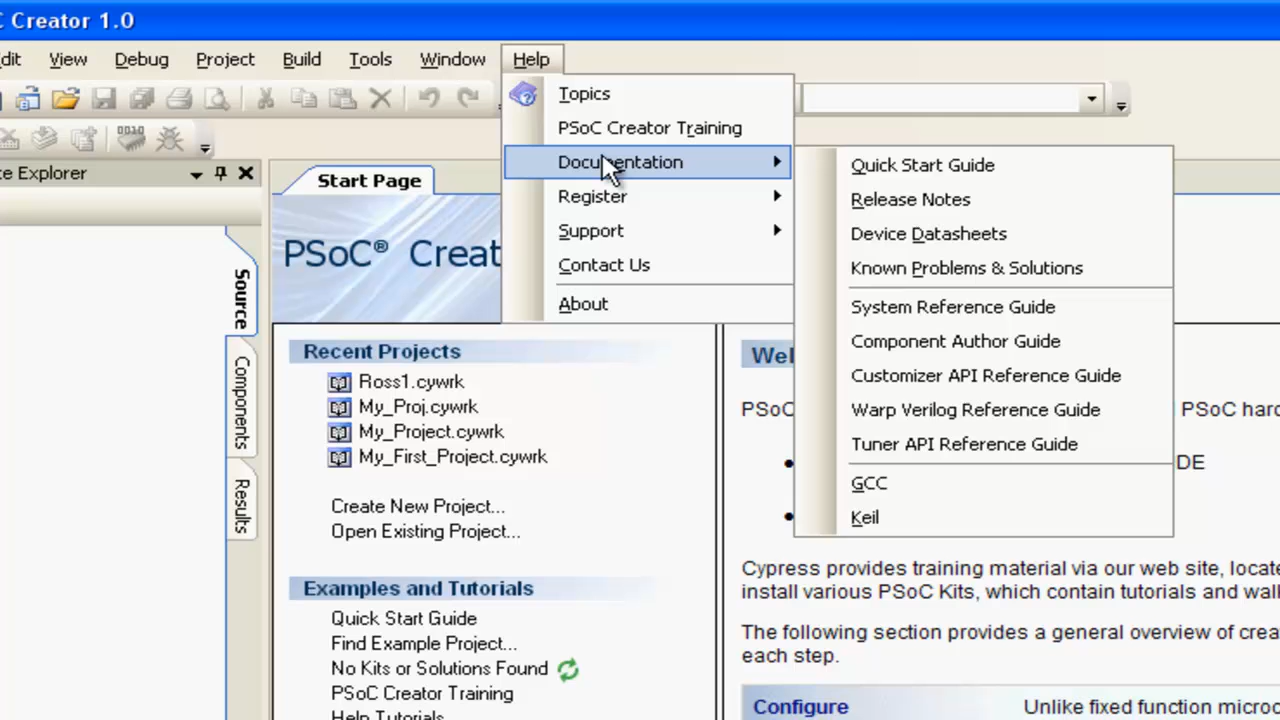 C Creator 1.0
dit View Debug Project Build Tools Window Help
Topics
PSoC Creator Training
Documentation
Register
Support
Contact Us
About
Quick Start Guide
Release Notes
Device Datasheets
Known Problems & Solutions
System Reference Guide
Component Author Guide
Customizer API Reference Guide
Warp Verilog Reference Guide
Tuner API Reference Guide
GCC
Keil
e Explorer
Source
Components
Results
Start Page
PSoC® Creat
Recent Projects
Ross1.cywrk
My_Proj.cywrk
My_Project.cywrk
My_First_Project.cywrk
Create New Project...
Open Existing Project...
Examples and Tutorials
Quick Start Guide
Find Example Project...
No Kits or Solutions Found
PSoC Creator Training
Help Tutorials
Wel
PSoC PSoC hard
DE
Cypress provides training material via our web site, locate
install various PSoC Kits, which contain tutorials and walk
The following section provides a general overview of crea
each step.
Configure Unlike fixed function microc